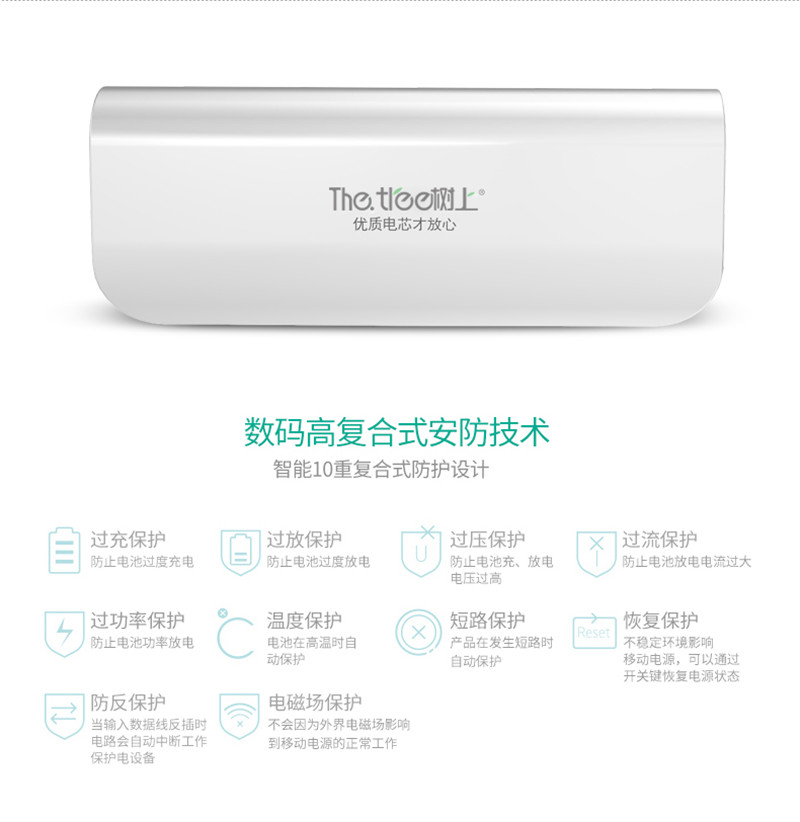 The.tree树上®
优质电芯才放心
数码高复合式安防技术
智能10重复合式防护设计
过充保护
防止电池过度充电
过放保护
防止电池过度放电
过压保护
防止电池充、放电
电压过高
过流保护
防止电池放电电流过大
过功率保护
防止电池功率放电
温度保护
电池在高温时自
动保护
短路保护
产品在发生短路时
自动保护
Reset
恢复保护
不稳定环境影响
移动电源，可以通过
开关键恢复电源状态
防反保护
当输入数据线反插时
电路会自动中断工作
保护电设备
电磁场保护
不会因为外界电磁场影响
到移动电源的正常工作